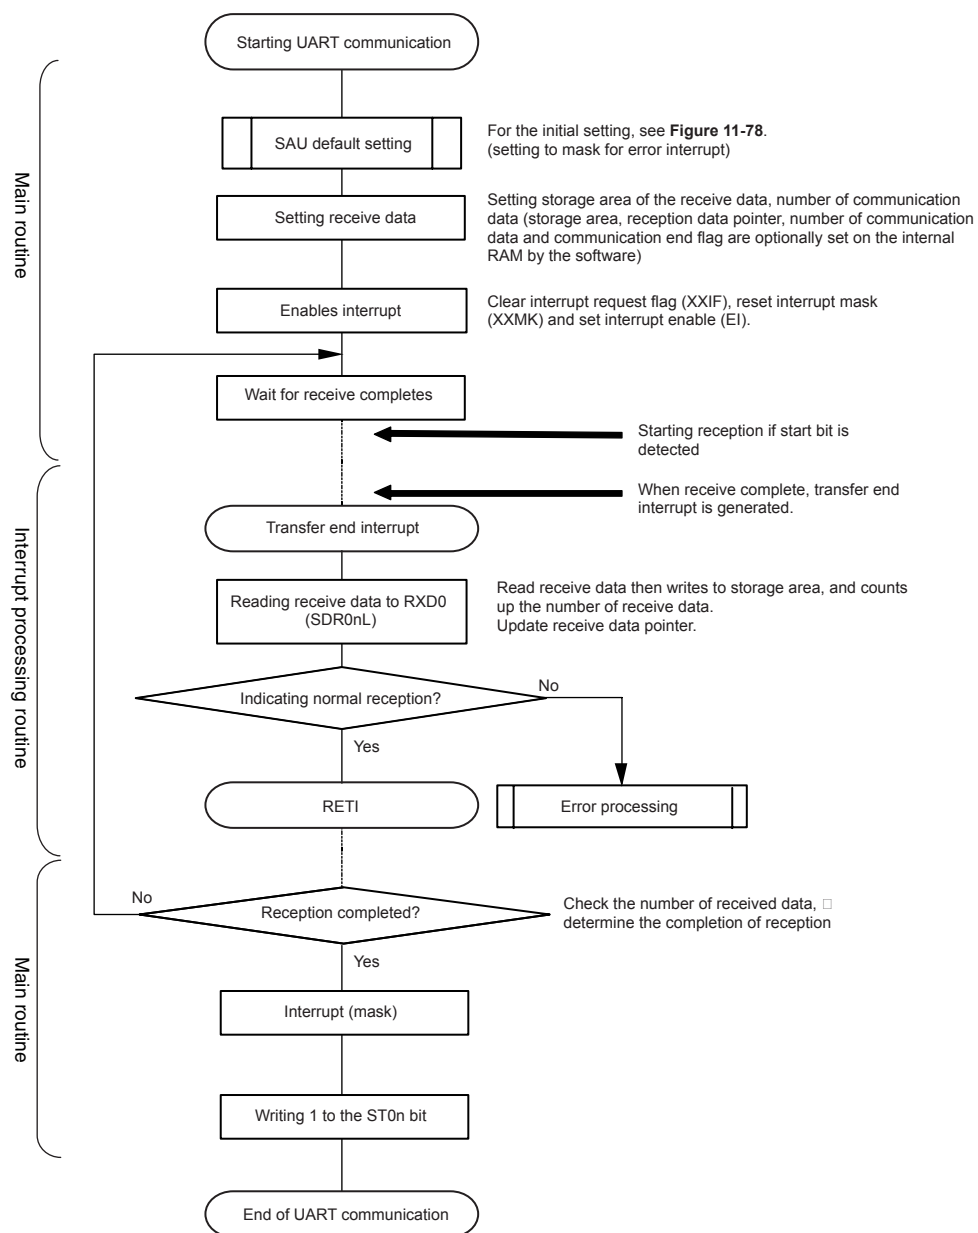 Starting UART communication
Main routine
SAU default setting
For the initial setting, see Figure 11-78.
(setting to mask for error interrupt)
Setting receive data
Setting storage area of the receive data, number of communication
data (storage area, reception data pointer, number of communication
data and communication end flag are optionally set on the internal
RAM by the software)
Enables interrupt
Clear interrupt request flag (XXIF), reset interrupt mask
(XXMK) and set interrupt enable (EI).
Wait for receive completes
Starting reception if start bit is
detected
Interrupt processing routine
When receive complete, transfer end
interrupt is generated.
Transfer end interrupt
Reading receive data to RXD0
(SDR0nL)
Read receive data then writes to storage area, and counts
up the number of receive data.
Update receive data pointer.
Indicating normal reception?
No
Yes
RETI
Error processing
Main routine
No
Reception completed?
Check the number of received data, □
determine the completion of reception
Yes
Interrupt (mask)
Writing 1 to the ST0n bit
End of UART communication